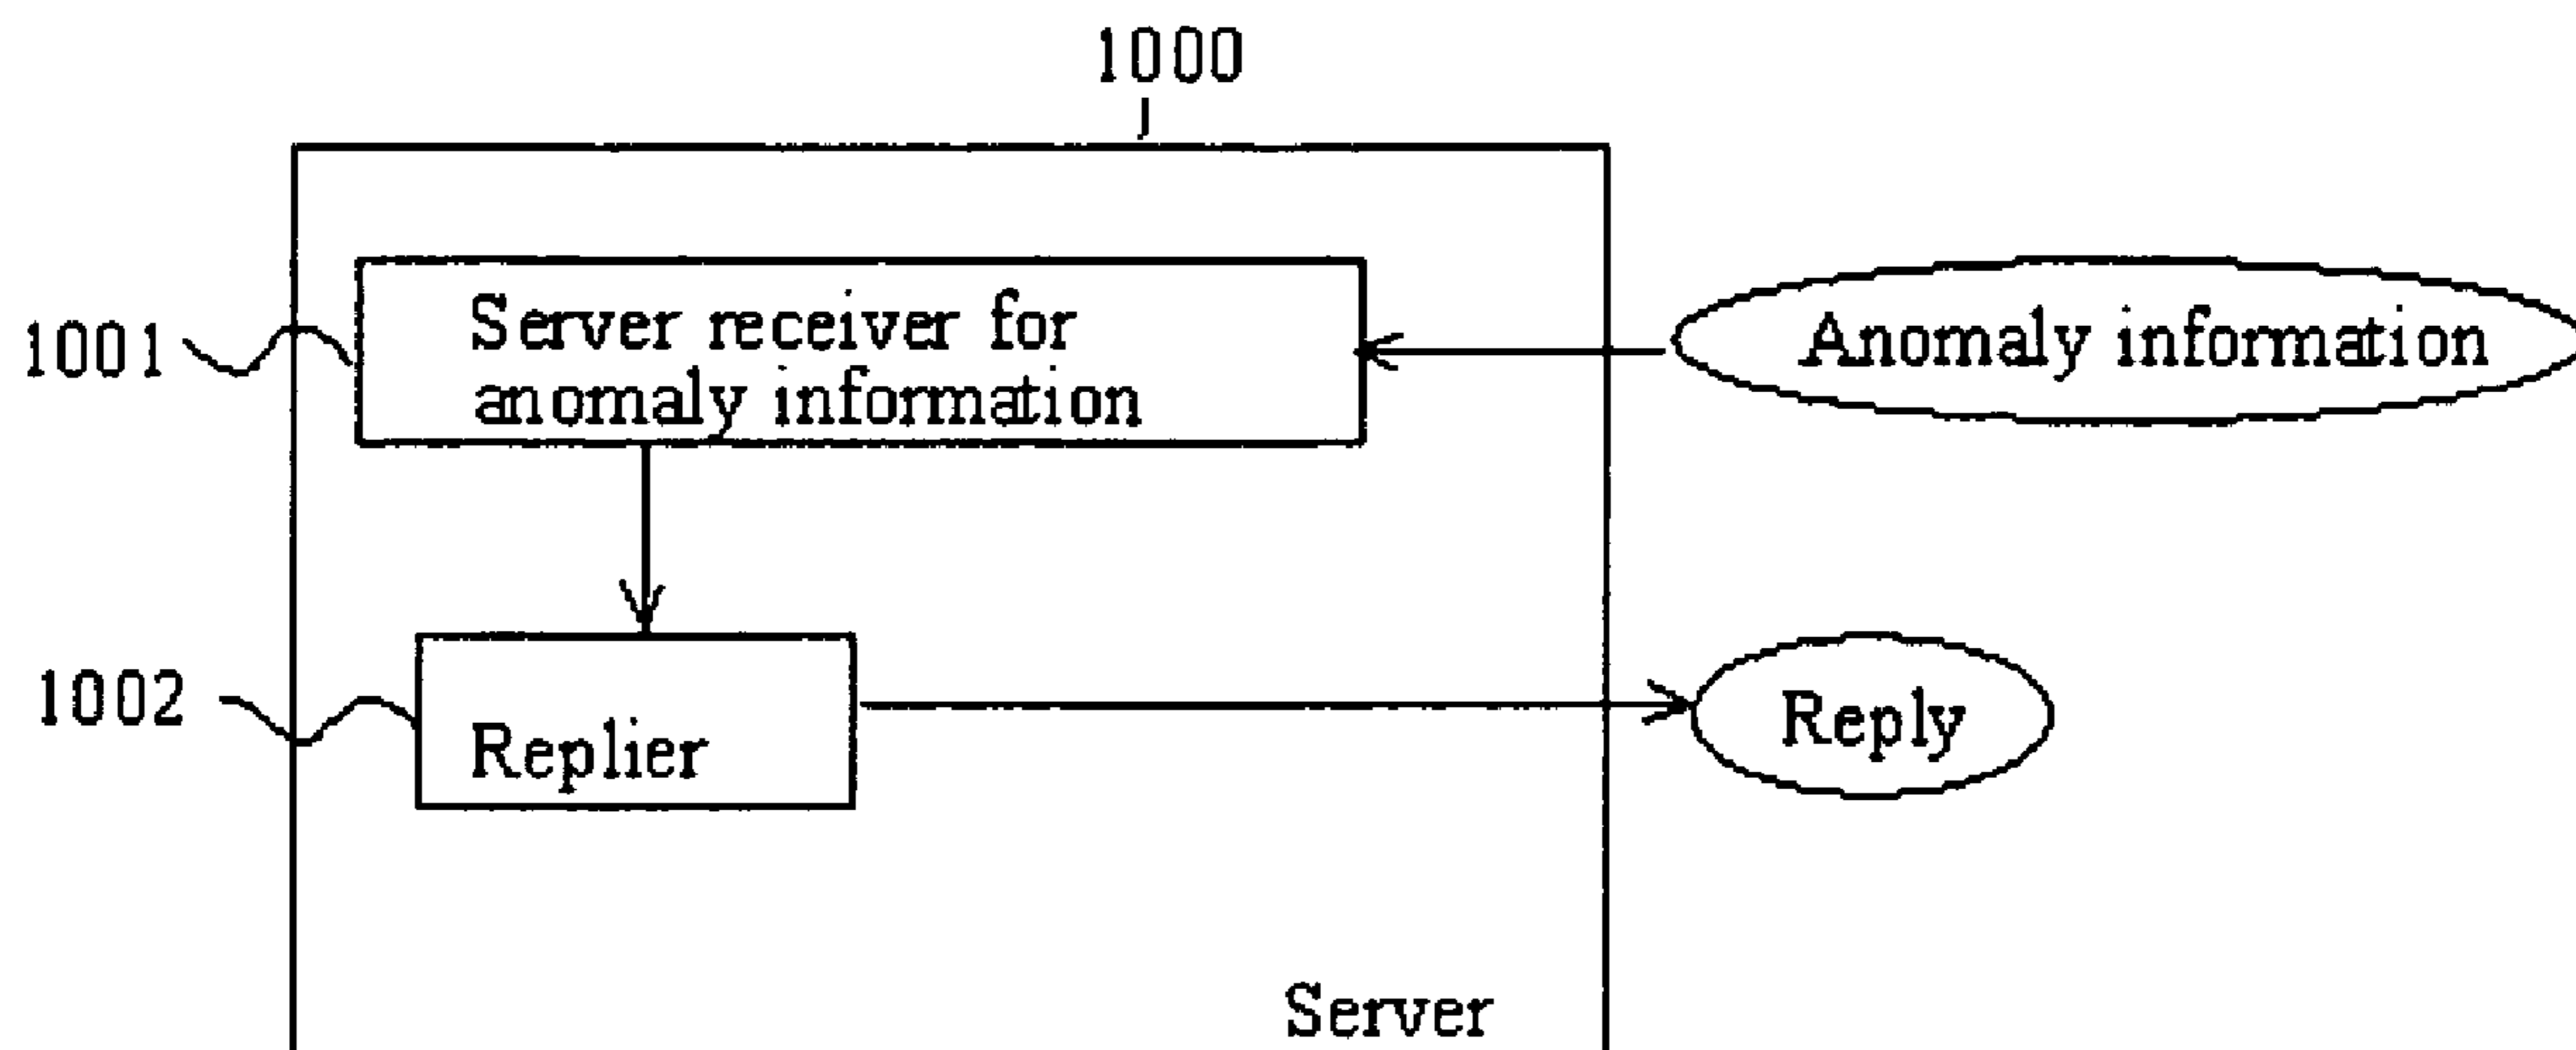 1000
1001
Server receiver for
anomaly information
Anomaly information
1002
Replier
Reply
Server